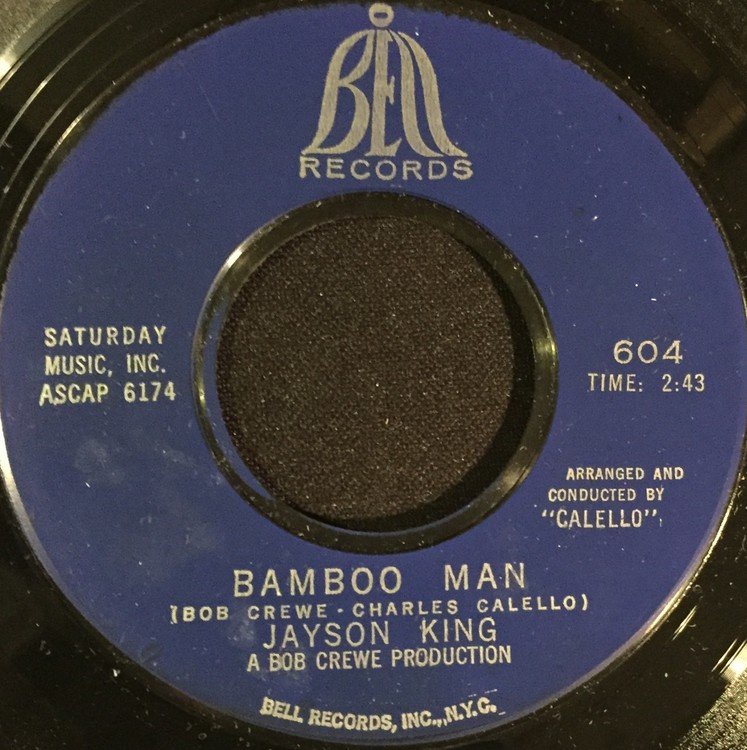 BELL
RECORDS
SATURDAY
MUSIC, INC.
ASCAP 6174
604
TIME: 2:43
ARRANGED AND
CONDUCTED BY
"CALELLO"
BAMBOO MAN
(BOB CREWE - CHARLES CALELLO)
JAYSON KING
A BOB CREWE PRODUCTION
BELL RECORDS, INC., N.Y.C.